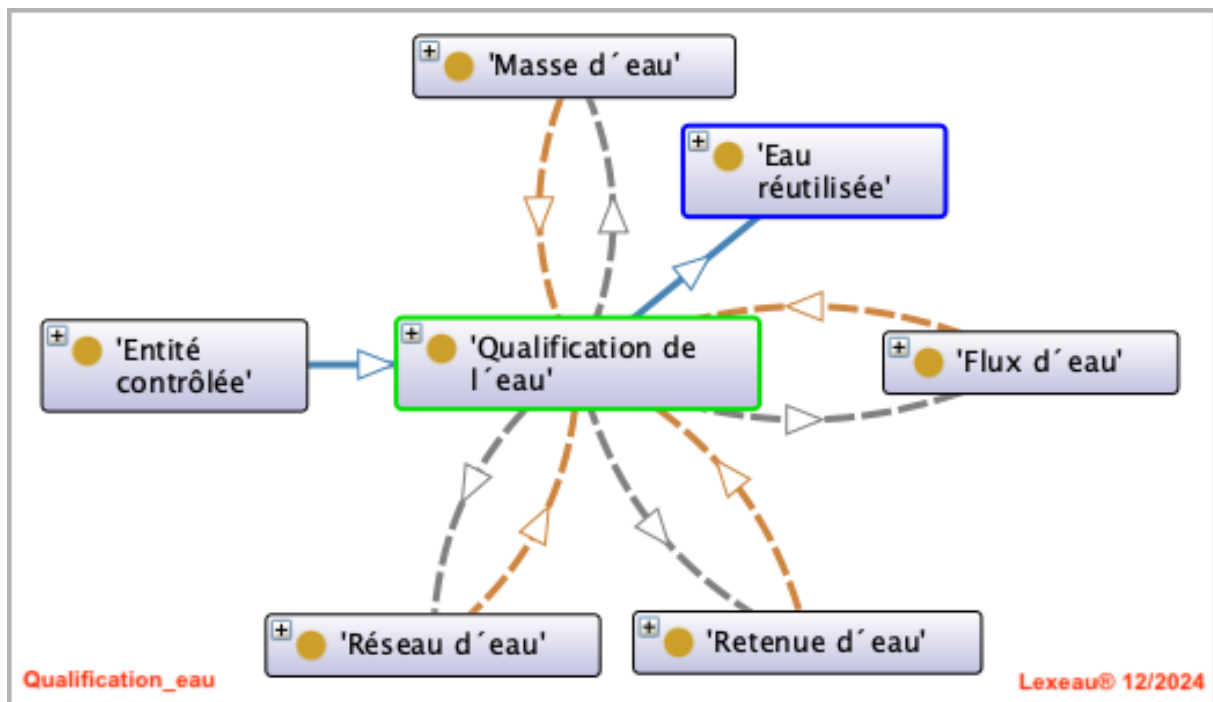 'Masse d´eau'
'Eau
réutilisée'
'Entité
contrôlée'
'Qualification de
l´eau'
'Flux d´eau'
'Réseau d´eau'
'Retenue d´eau'
Qualification_eau
Lexeau® 12/2024